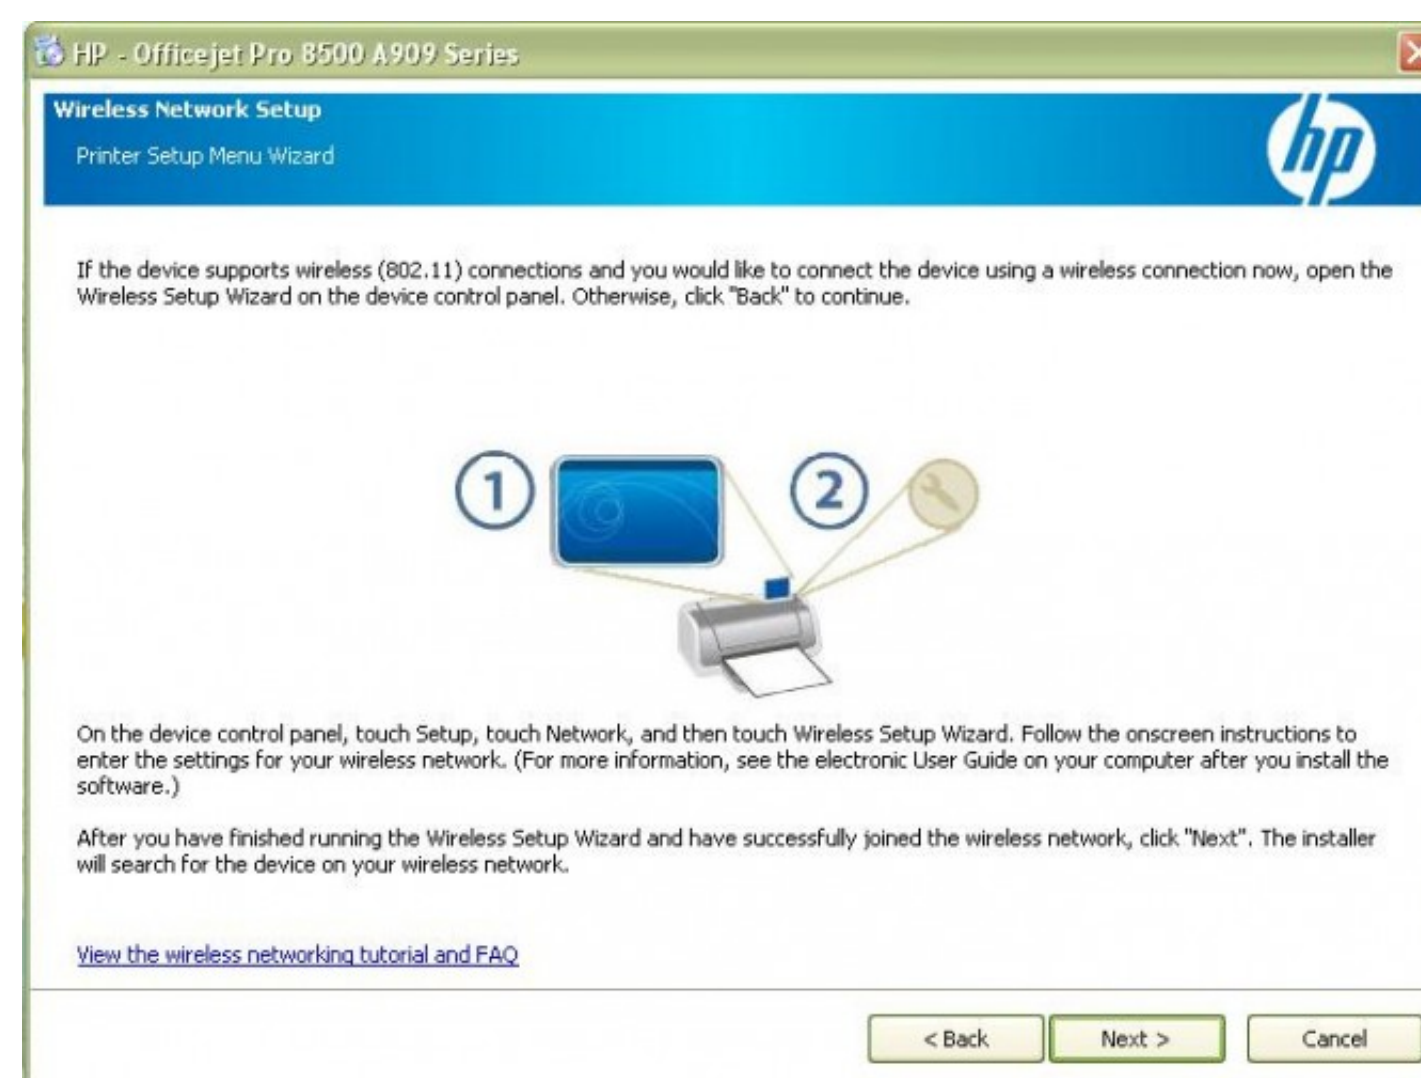 HP - Officejet Pro 8500 A909 Series
Wireless Network Setup
Printer Setup Menu Wizard
hp
If the device supports wireless (802.11) connections and you would like to connect the device using a wireless connection now, open the
Wireless Setup Wizard on the device control panel. Otherwise, click "Back" to continue.
1
2
On the device control panel, touch Setup, touch Network, and then touch Wireless Setup Wizard. Follow the onscreen instructions to
enter the settings for your wireless network. (For more information, see the electronic User Guide on your computer after you install the
software.)
After you have finished running the Wireless Setup Wizard and have successfully joined the wireless network, click "Next". The installer
will search for the device on your wireless network.
View the wireless networking tutorial and FAQ
< Back
Next >
Cancel